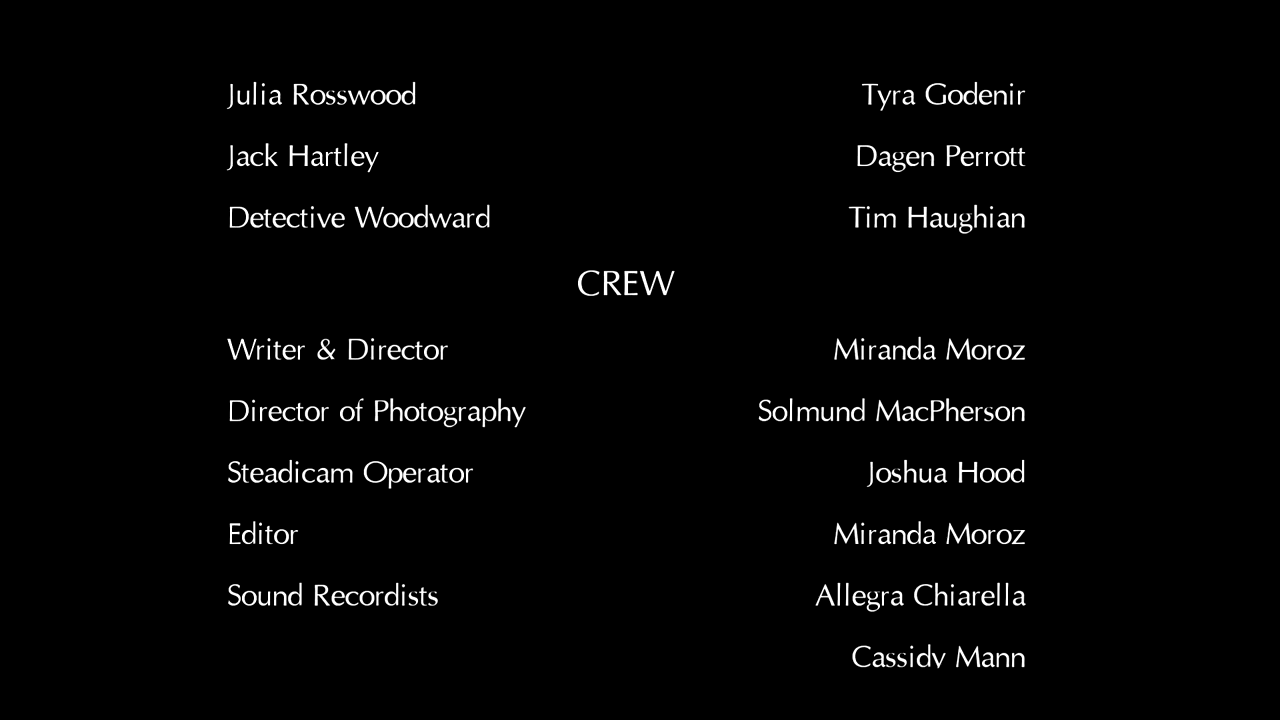 Julia Rosswood Tyra Godenir
Jack Hartley Dagen Perrott
Detective Woodward Tim Haughian
CREW
Writer & Director Miranda Moroz
Director of Photography Solmund MacPherson
Steadicam Operator Joshua Hood
Editor Miranda Moroz
Sound Recordists Allegra Chiarella
Cassidy Mann